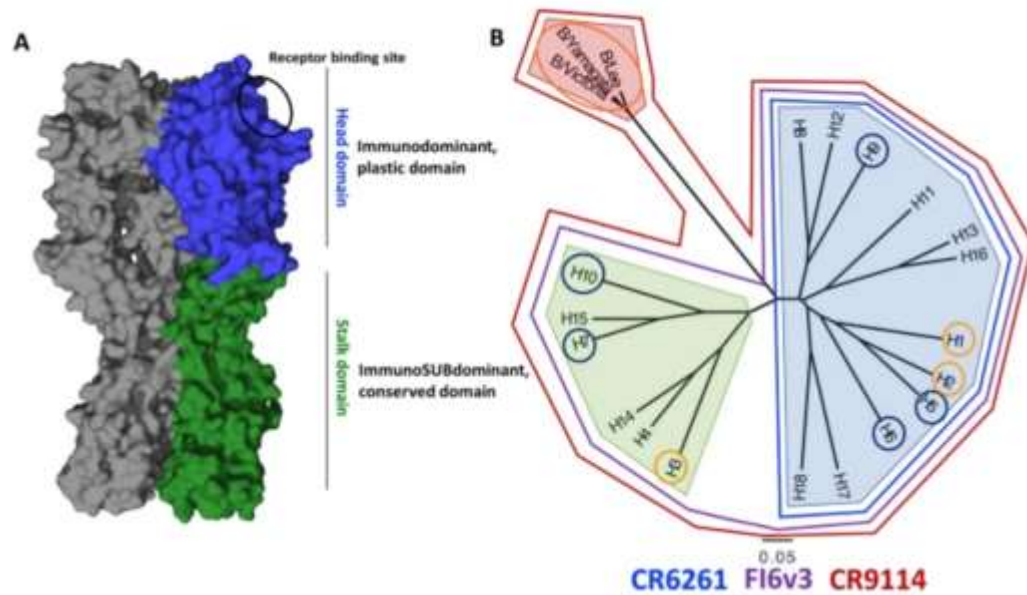 A
Receptor binding site
Head domain
Immunodominant,
plastic domain
Stalk domain
ImmunoSUBdominant,
conserved domain
B
B/Yamagata
B/Lee
B/Victoria
H8
H12
H9
H11
H13
H16
H1
H2
H5
H6
H17
H18
H10
H15
H7
H14
H4
H3
0.05
CR6261 FI6v3 CR9114